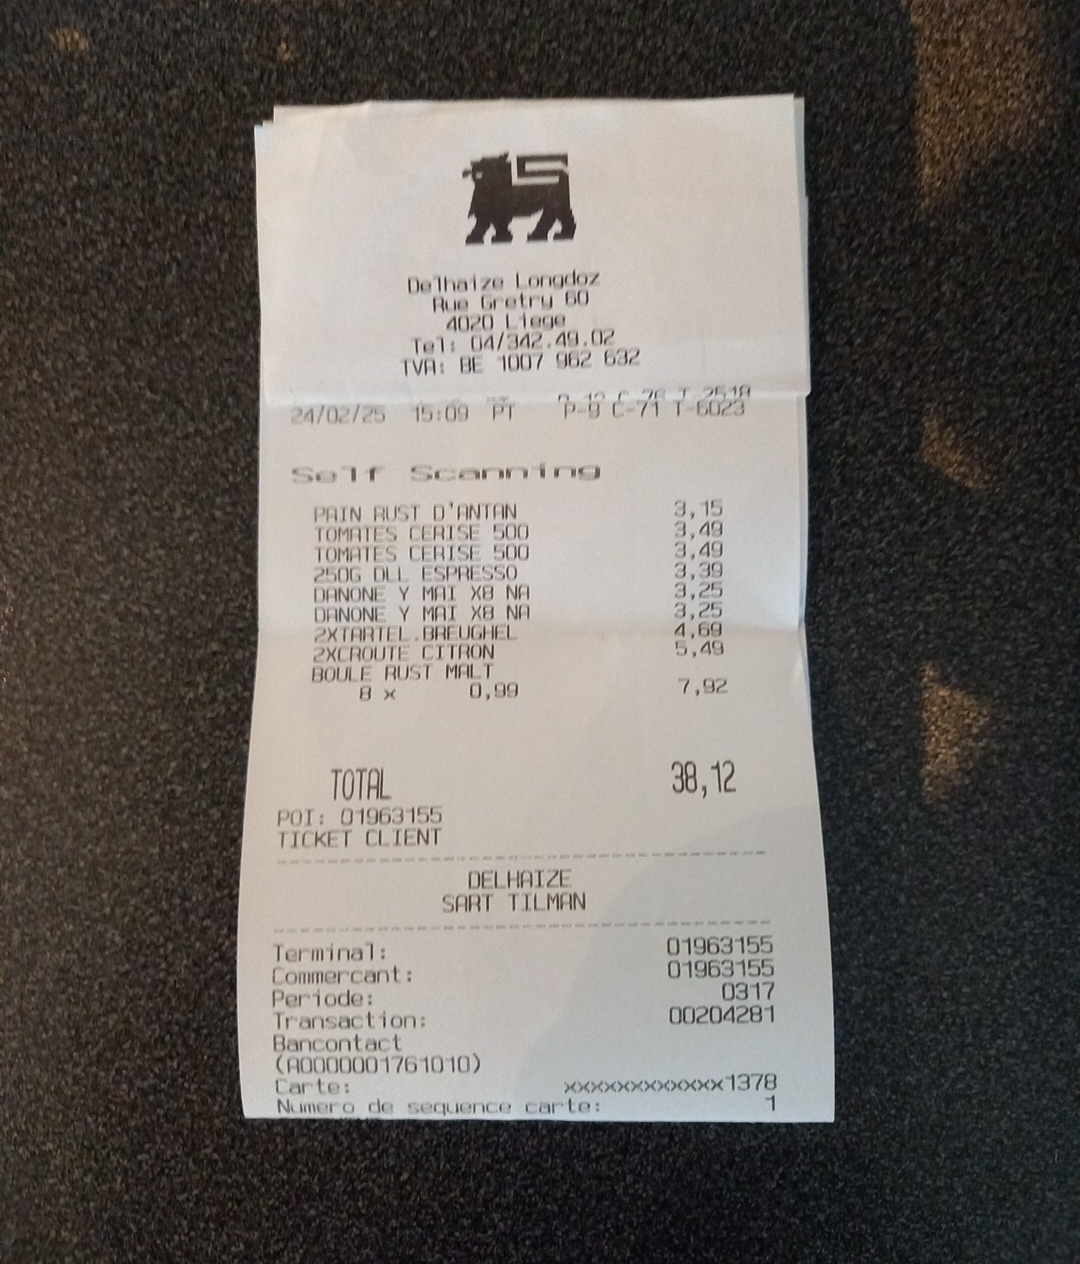 Delhaize Longdoz
Rue Gretry 60
4020 Liege
Tel: 04/342.49.02
TVA: BE 1007 962 632
24/02/25 15:09 PT P-9 C-71 T-6023
Self Scanning
PAIN RUST D'ANTAN 3,15
TOMATES CERISE 500 3,49
TOMATES CERISE 500 3,49
250G DLL ESPRESSO 3,39
DANONE Y MAI X8 NA 3,25
DANONE Y MAI X8 NA 3,25
2XTARTEL.BREUGHEL 4,69
2XCROUTE CITRON 5,49
BOULE RUST MALT
8 x 0,99 7,92
TOTAL 38,12
POI: 01963155
TICKET CLIENT
DELHAIZE
SART TILMAN
Terminal: 01963155
Commercant: 01963155
Periode: 0317
Transaction: 00204281
Bancontact
(A0000001761010)
Carte: xxxxxxxxxxxx1378
Numero de sequence carte: 1